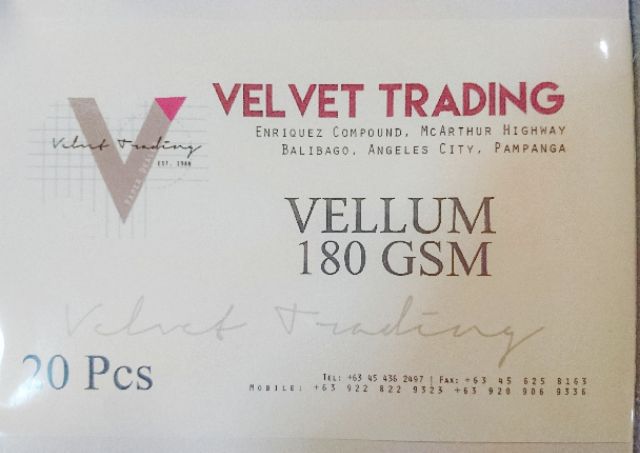 VELVET TRADING
ENRIQUEZ COMPOUND, MCARTHUR HIGHWAY
BALIBAGO, ANGELES CITY, PAMPANGA
Velvet Trading
EST. 1988
VELLUM
180 GSM
Velvet Trading
20 Pcs
TEL: +63 45 436 2497 | FAX: +63 45 625 8163
MOBILE: +63 922 822 9323 +63 920 906 9336